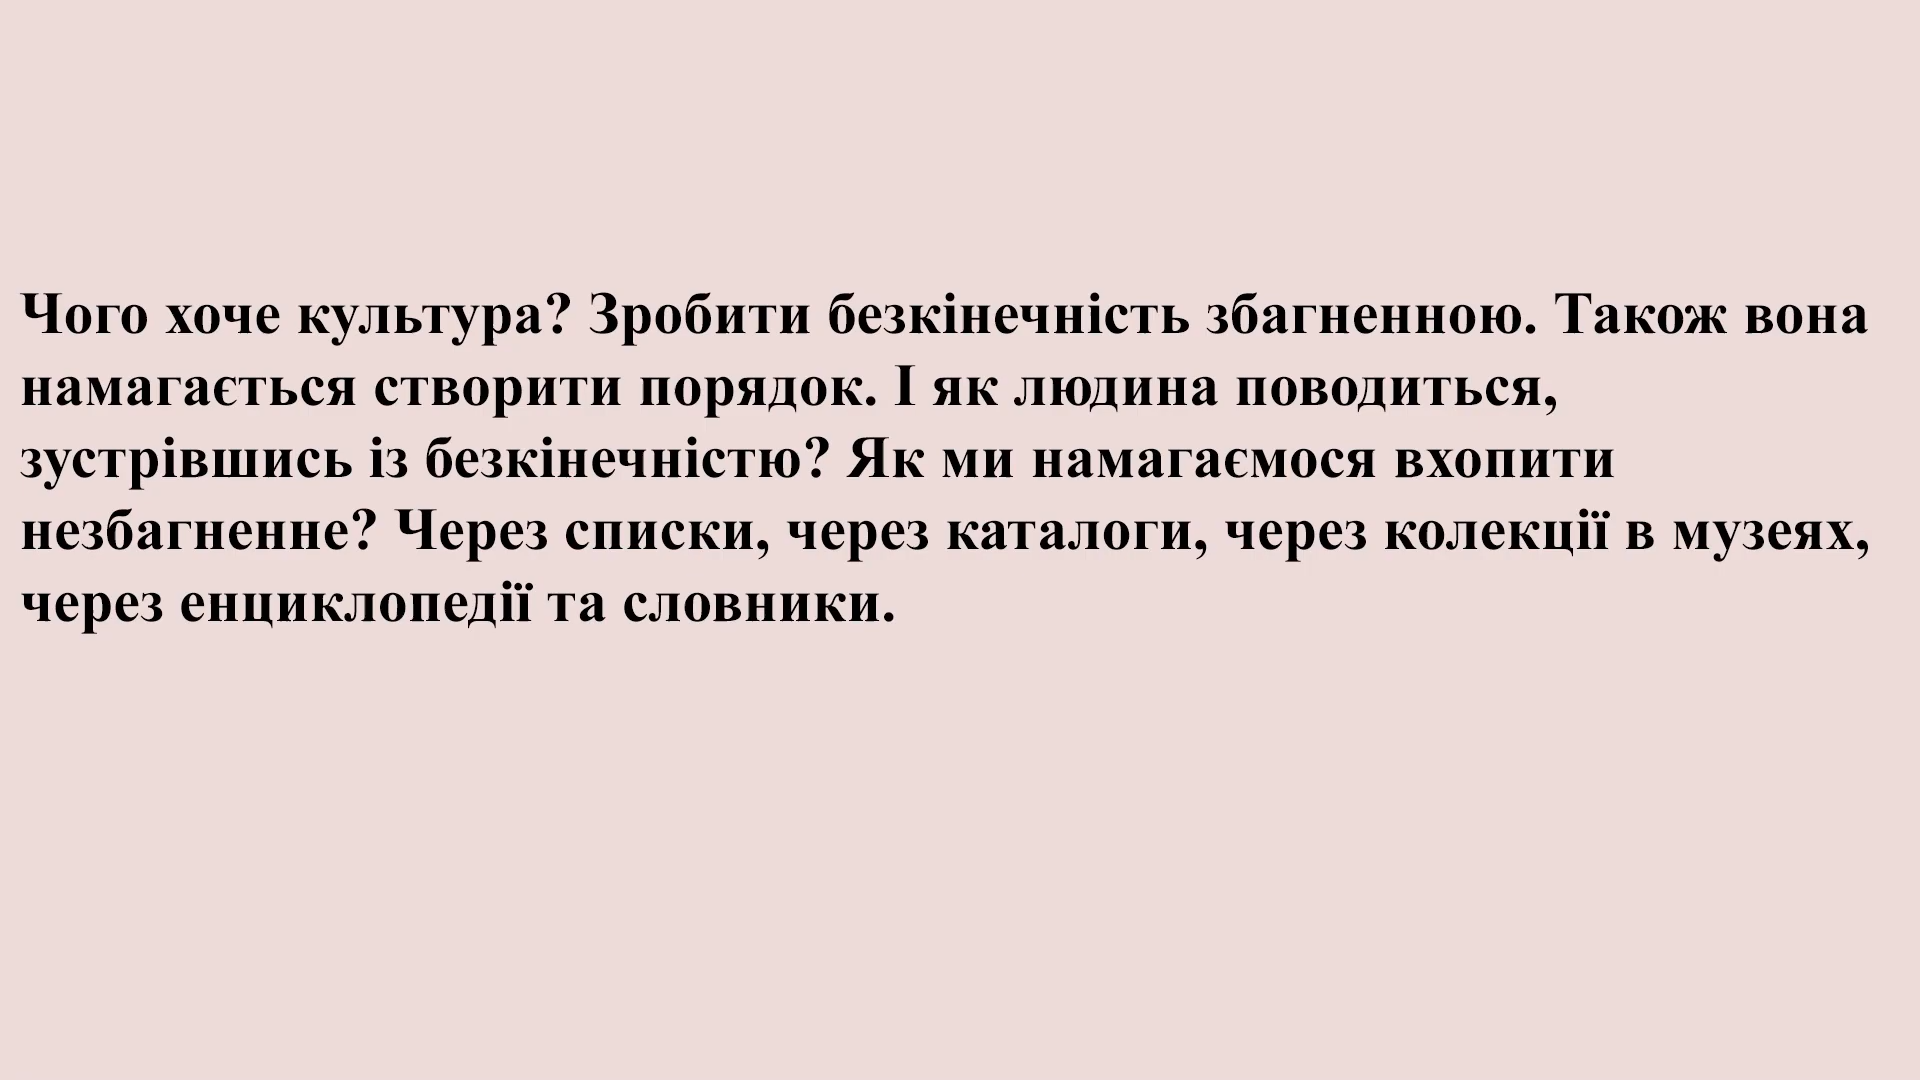 Чого хоче культура? Зробити безкінечність збагненною. Також вона
намагається створити порядок. І як людина поводиться,
зустрівшись із безкінечністю? Як ми намагаємося вхопити
незбагненне? Через списки, через каталоги, через колекції в музеях,
через енциклопедії та словники.